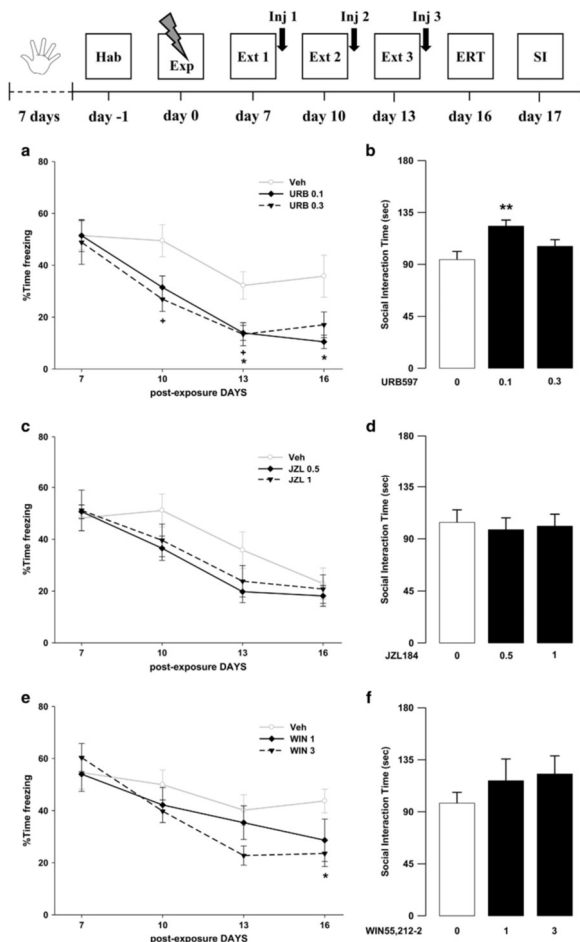 Inj 1 Inj 2 Inj 3
Hab Exp Ext 1 Ext 2 Ext 3 ERT SI
7 days day -1 day 0 day 7 day 10 day 13 day 16 day 17
a
80
60
40
20
0
%Time freezing
Veh
URB 0.1
URB 0.3
+
+
*
*
7 10 13 16
post-exposure DAYS
b
180
135
90
45
0
Social Interaction Time (sec)
**
URB597 0 0.1 0.3
c
80
60
40
20
0
%Time freezing
Veh
JZL 0.5
JZL 1
7 10 13 16
post-exposure DAYS
d
180
135
90
45
0
Social Interaction Time (sec)
JZL184 0 0.5 1
e
80
60
40
20
0
%Time freezing
Veh
WIN 1
WIN 3
*
7 10 13 16
post-exposure DAYS
f
180
135
90
45
0
Social Interaction Time (sec)
WIN55,212-2 0 1 3